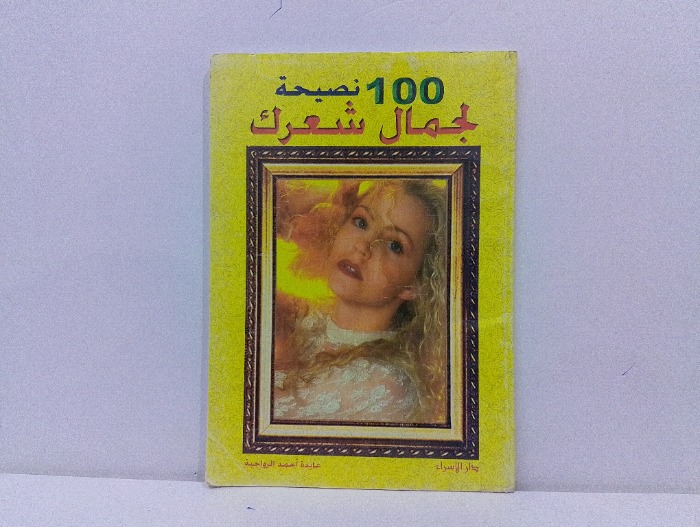 100 نصيحة
لجمال شعرك
عايدة أحمد الرواجبة
دار الإسراء